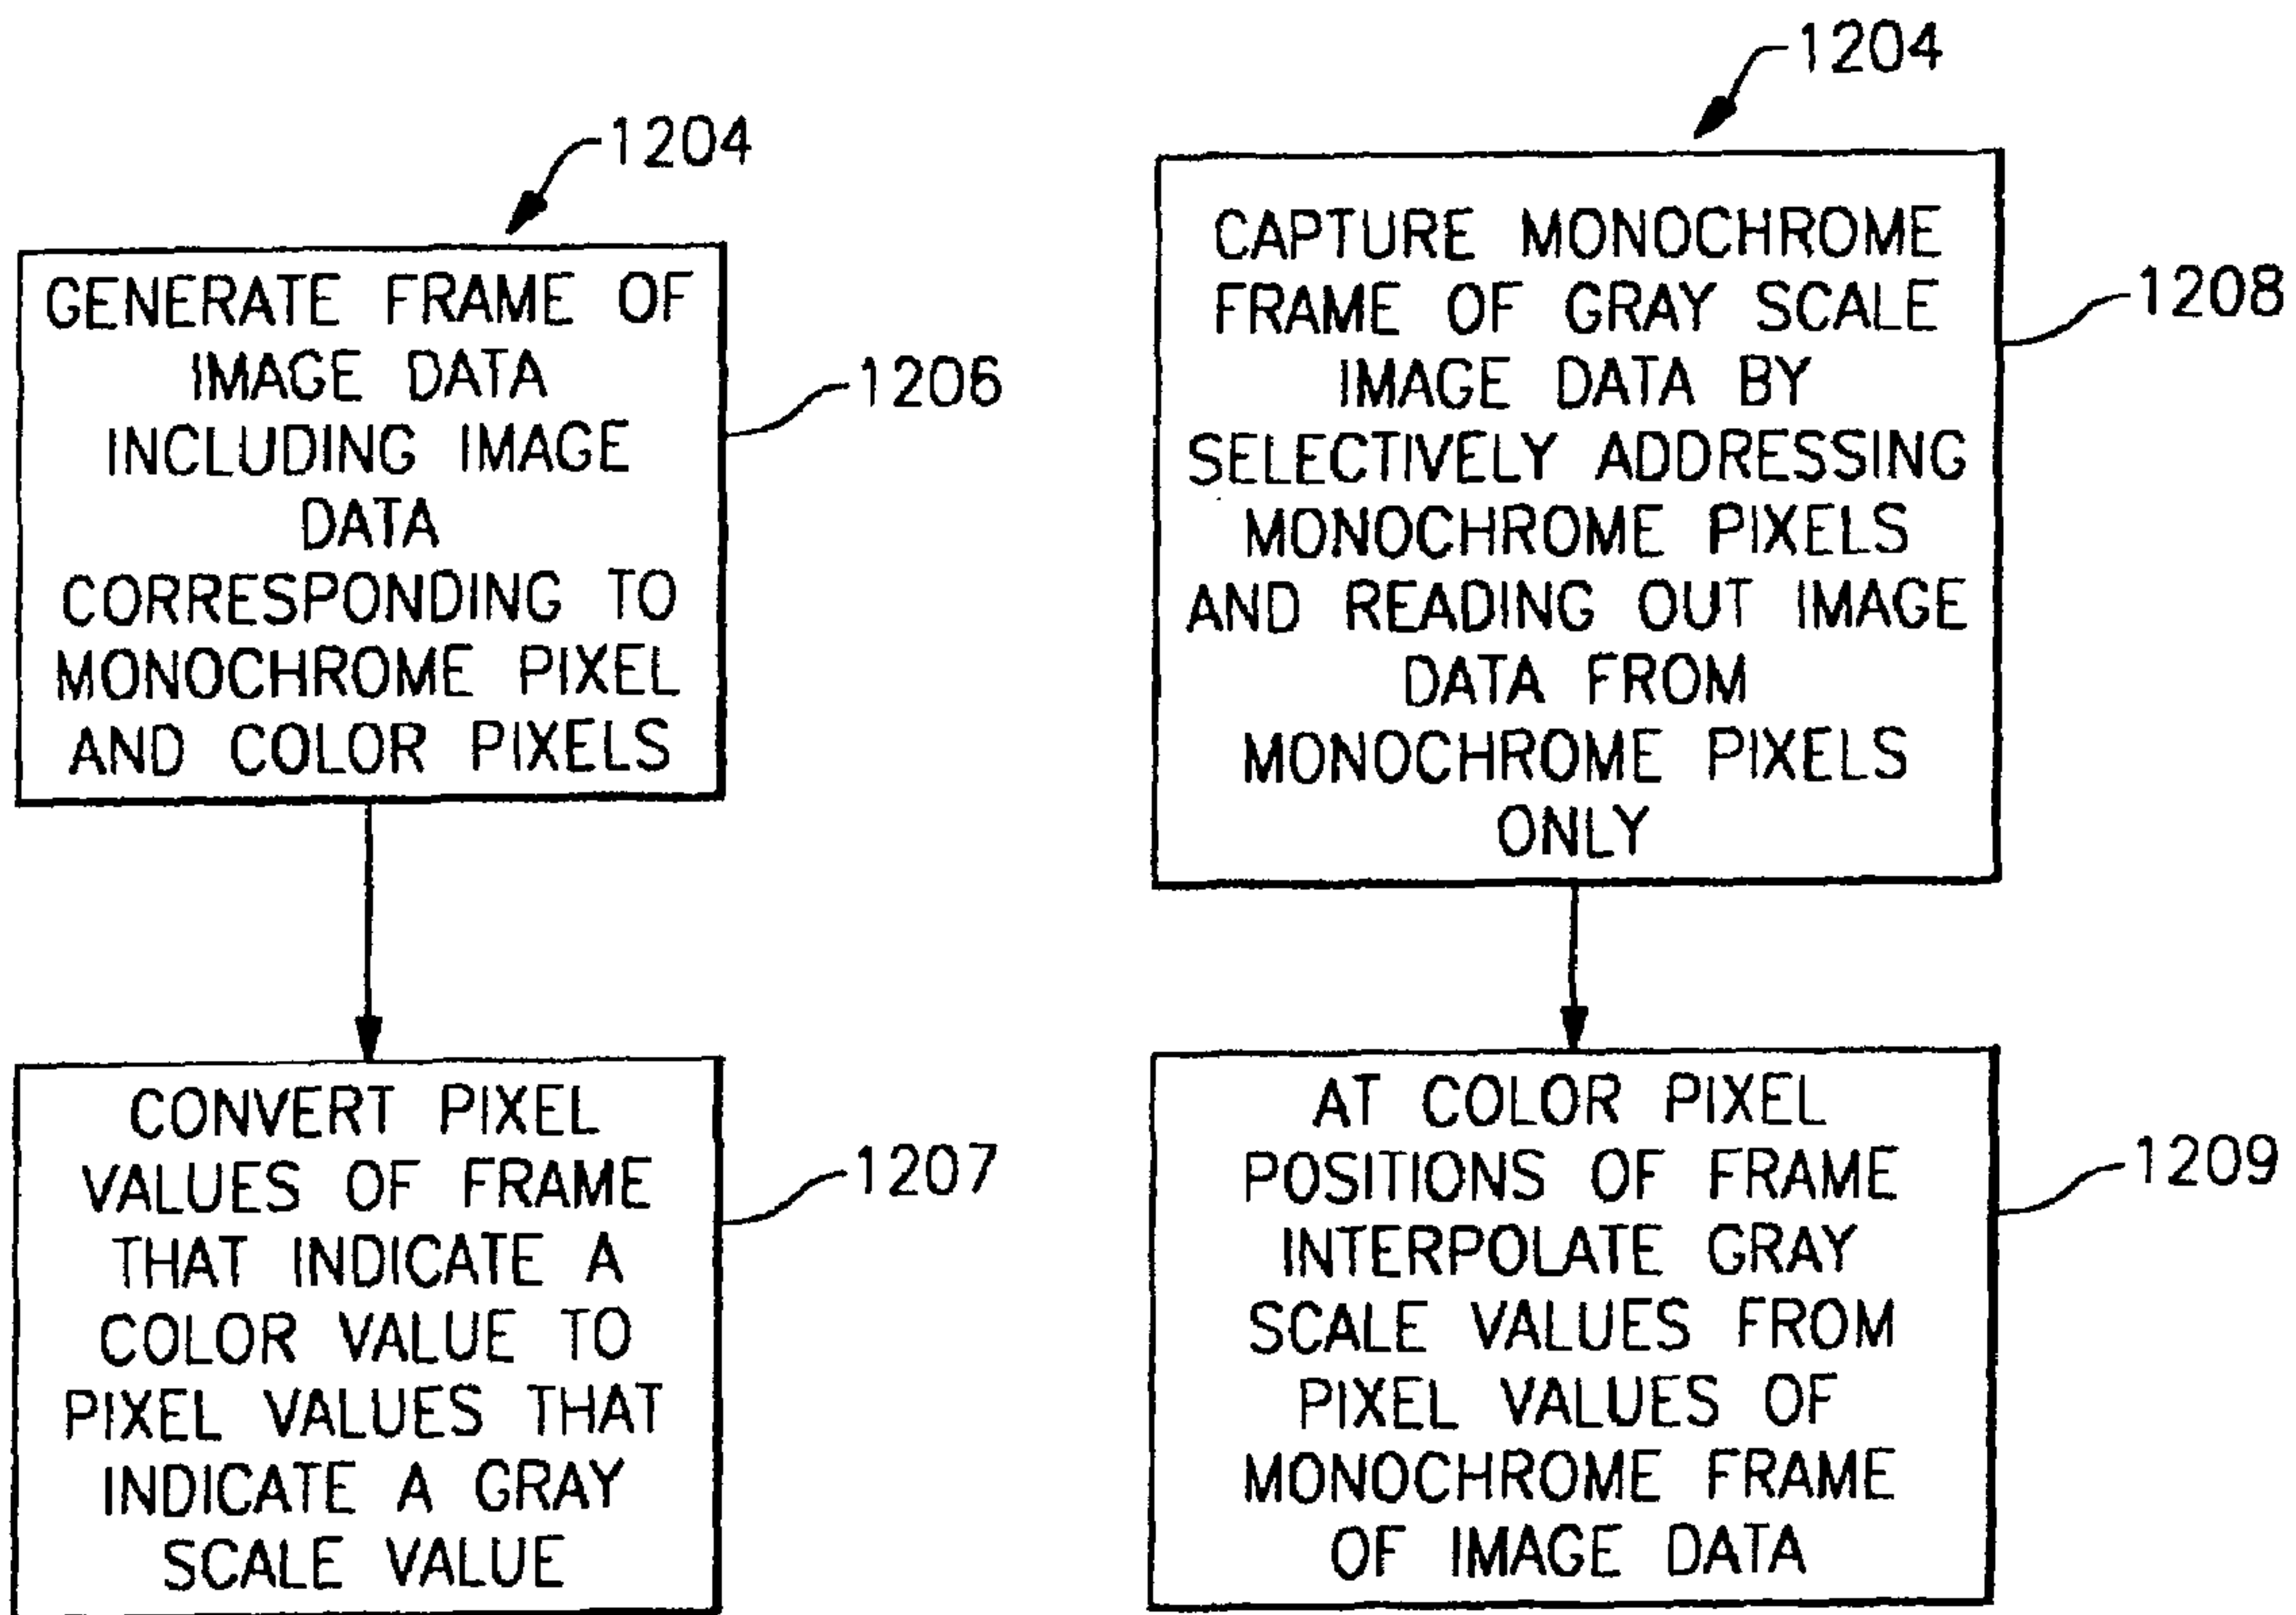 1204
GENERATE FRAME OF
IMAGE DATA
INCLUDING IMAGE
DATA
CORRESPONDING TO
MONOCHROME PIXEL
AND COLOR PIXELS
1206
CONVERT PIXEL
VALUES OF FRAME
THAT INDICATE A
COLOR VALUE TO
PIXEL VALUES THAT
INDICATE A GRAY
SCALE VALUE
1207
1204
CAPTURE MONOCHROME
FRAME OF GRAY SCALE
IMAGE DATA BY
SELECTIVELY ADDRESSING
MONOCHROME PIXELS
AND READING OUT IMAGE
DATA FROM
MONOCHROME PIXELS
ONLY
1208
AT COLOR PIXEL
POSITIONS OF FRAME
INTERPOLATE GRAY
SCALE VALUES FROM
PIXEL VALUES OF
MONOCHROME FRAME
OF IMAGE DATA
1209